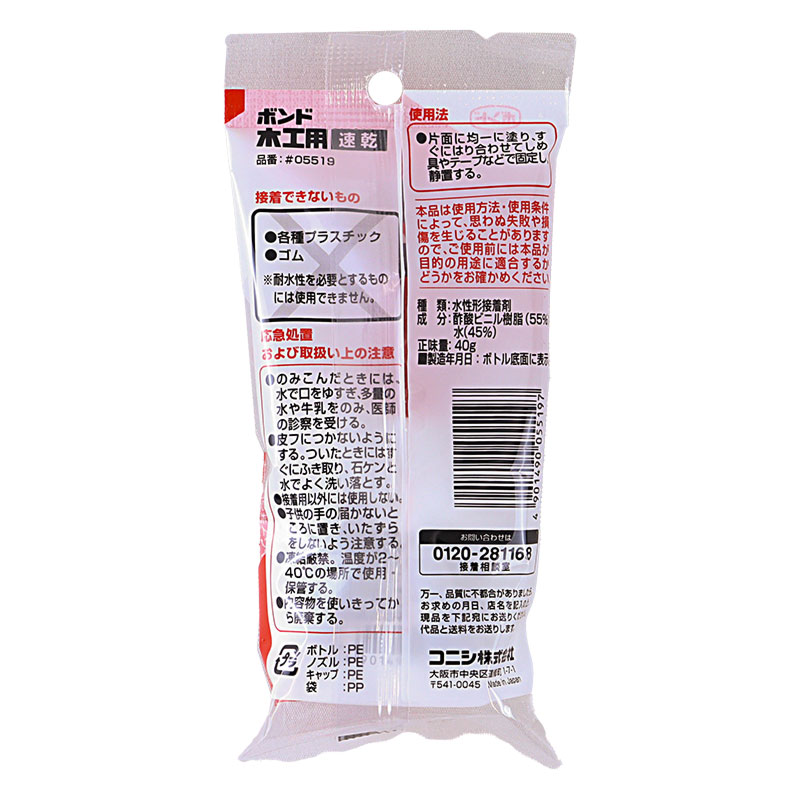 ボンド
木工用 速乾
品番:#05519
接着できないもの
●各種プラスチック
●ゴム
※耐水性を必要とするもの
には使用できません。
応急処置
および取扱い上の注意
●のみこんだときには、
水で口をゆすぎ、多量の
水や牛乳をのみ、医師
の診察を受ける。
●皮フにつかないように
する。ついたときにはす
ぐにふき取り、石ケンと
水でよく洗い落とす。
●接着用以外には使用しない。
●子供の手の届かないと
ころに置き、いたずら
をしないよう注意する。
●凍結厳禁。温度が2〜
40℃の場所で使用・
保管する。
●内容物を使いきってか
ら廃棄する。
プラ
ボトル:PE
ノズル:PE
キャップ:PE
袋:PP
使用法
●片面に均一に塗り、す
ぐにはり合わせてしめ
具やテープなどで固定し
静置する。
本品は使用方法・使用条件
によって、思わぬ失敗や損
傷を生じることがあります
ので、ご使用前には本品が
目的の用途に適合するか
どうかをお確かめください
種類:水性形接着剤
成分:酢酸ビニル樹脂(55%)
水(45%)
正味量:40g
■製造年月日:ボトル底面に表示
4 901490 055197
お問い合わせは
0120-281168
接着相談室
万一、品質に不都合がありましたら
お求めの月日、店名を記入の上
現品を下記宛にお送りください
代品と送料をお送りします
コニシ株式会社
大阪市中央区道修町1-7-1
〒541-0045 Made in Japan